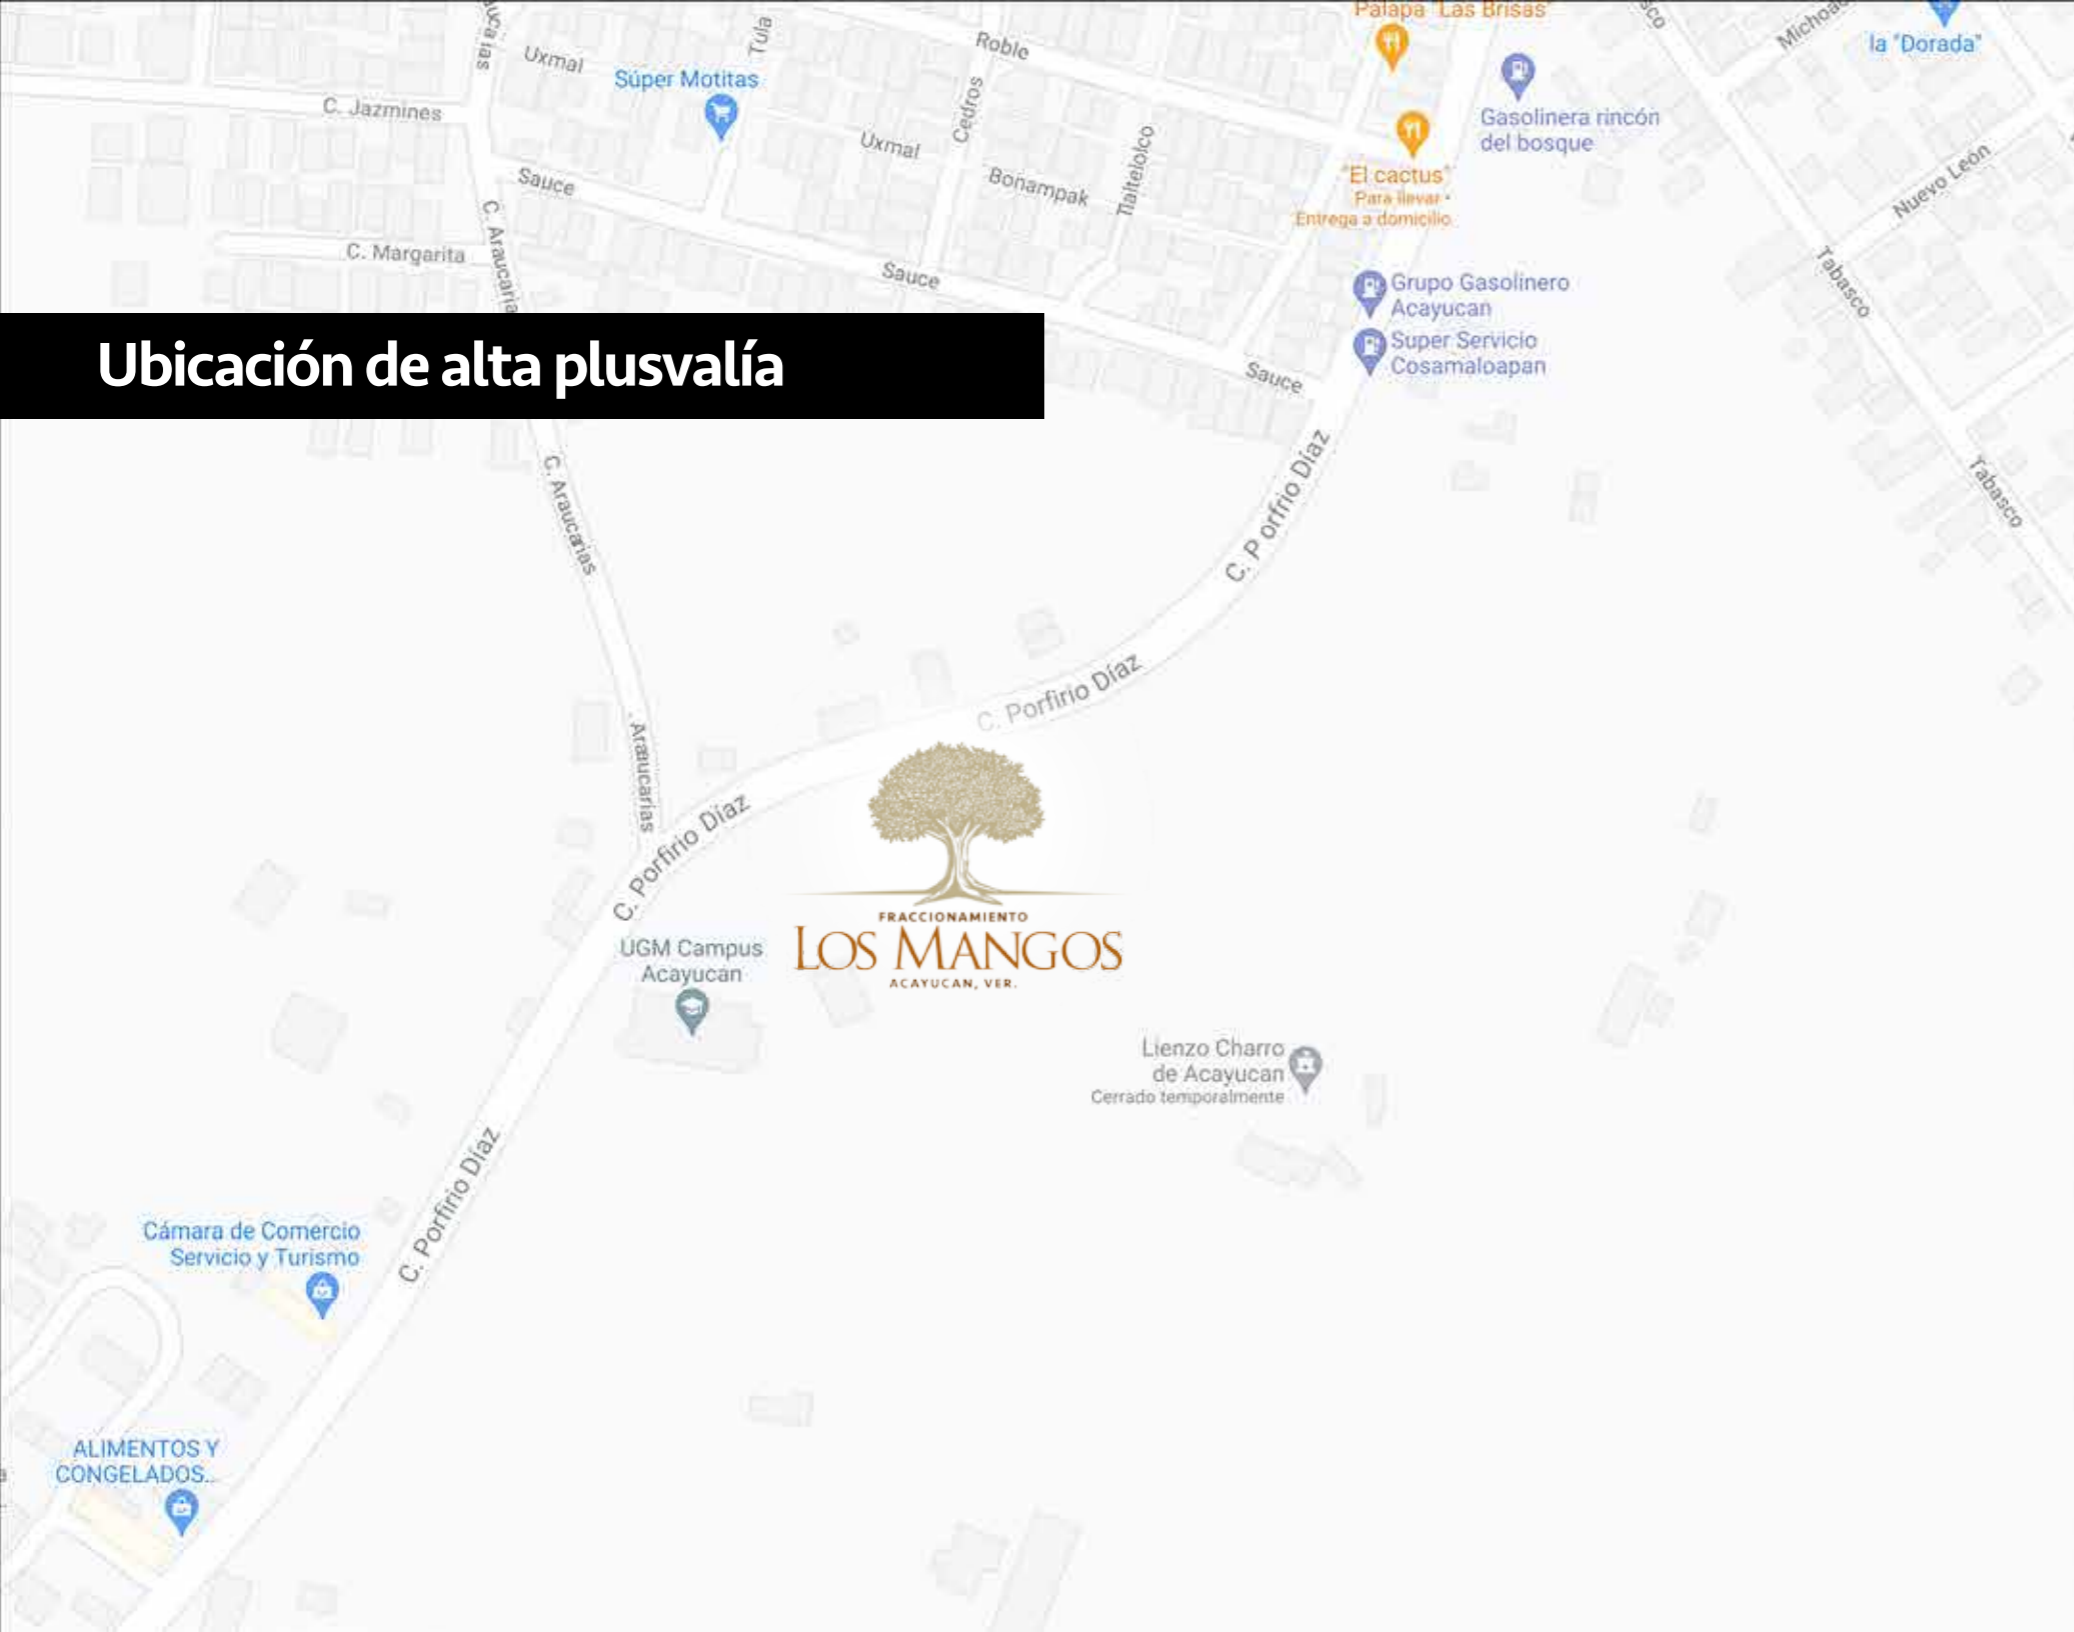 Palapa "Las Brisas"
Michoa
la "Dorada"
Roble
Tula
Uxmal
Súper Motitas
C. Jazmines
Cedros
Uxmal
Gasolinera rincón
del bosque
Tlaltelolco
Bonampak
Sauce
"El cactus"
Para llevar •
Entrega a domicilio
Nuevo León
C. Margarita
C. Araucaria
Sauce
Grupo Gasolinero
Acayucan
Tabasco
Super Servicio
Cosamaloapan
Ubicación de alta plusvalía
Sauce
C. Araucarias
C. P orfrio Díaz
Tabasco
C. Porfirio Díaz
. Araucarias
C. Porfirio Díaz
FRACCIONAMIENTO
LOS MANGOS
ACAYUCAN, VER.
UGM Campus
Acayucan
Lienzo Charro
de Acayucan
Cerrado temporalmente
C. Porfirio Díaz
Cámara de Comercio
Servicio y Turismo
ALIMENTOS Y
CONGELADOS...